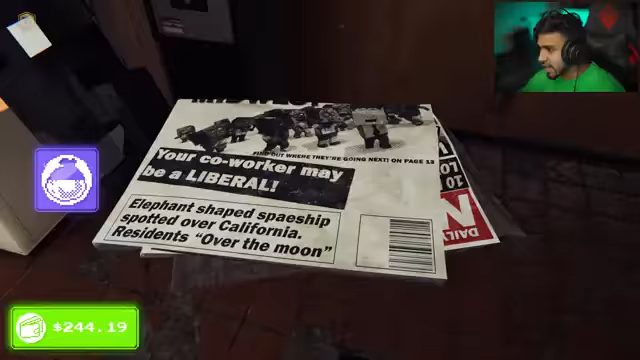 FIND OUT WHERE THEY'RE GOING NEXT! ON PAGE 13
Your co-worker may
be a LIBERAL!
Elephant shaped spaeship
spotted over California.
Residents "Over the moon"
DAILY
$244.19